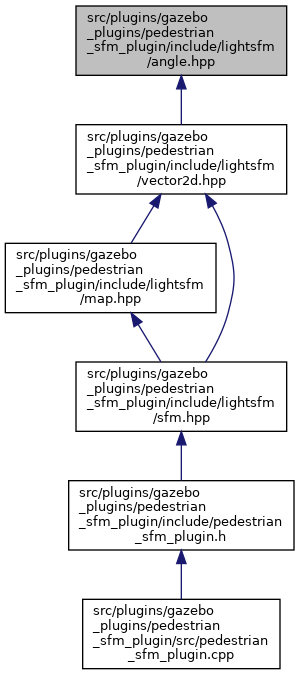 src/plugins/gazebo
_plugins/pedestrian
_sfm_plugin/include/lightsfm
/angle.hpp
src/plugins/gazebo
_plugins/pedestrian
_sfm_plugin/include/lightsfm
/vector2d.hpp
src/plugins/gazebo
_plugins/pedestrian
_sfm_plugin/include/lightsfm
/map.hpp
src/plugins/gazebo
_plugins/pedestrian
_sfm_plugin/include/lightsfm
/sfm.hpp
src/plugins/gazebo
_plugins/pedestrian
_sfm_plugin/include/pedestrian
_sfm_plugin.h
src/plugins/gazebo
_plugins/pedestrian
_sfm_plugin/src/pedestrian
_sfm_plugin.cpp